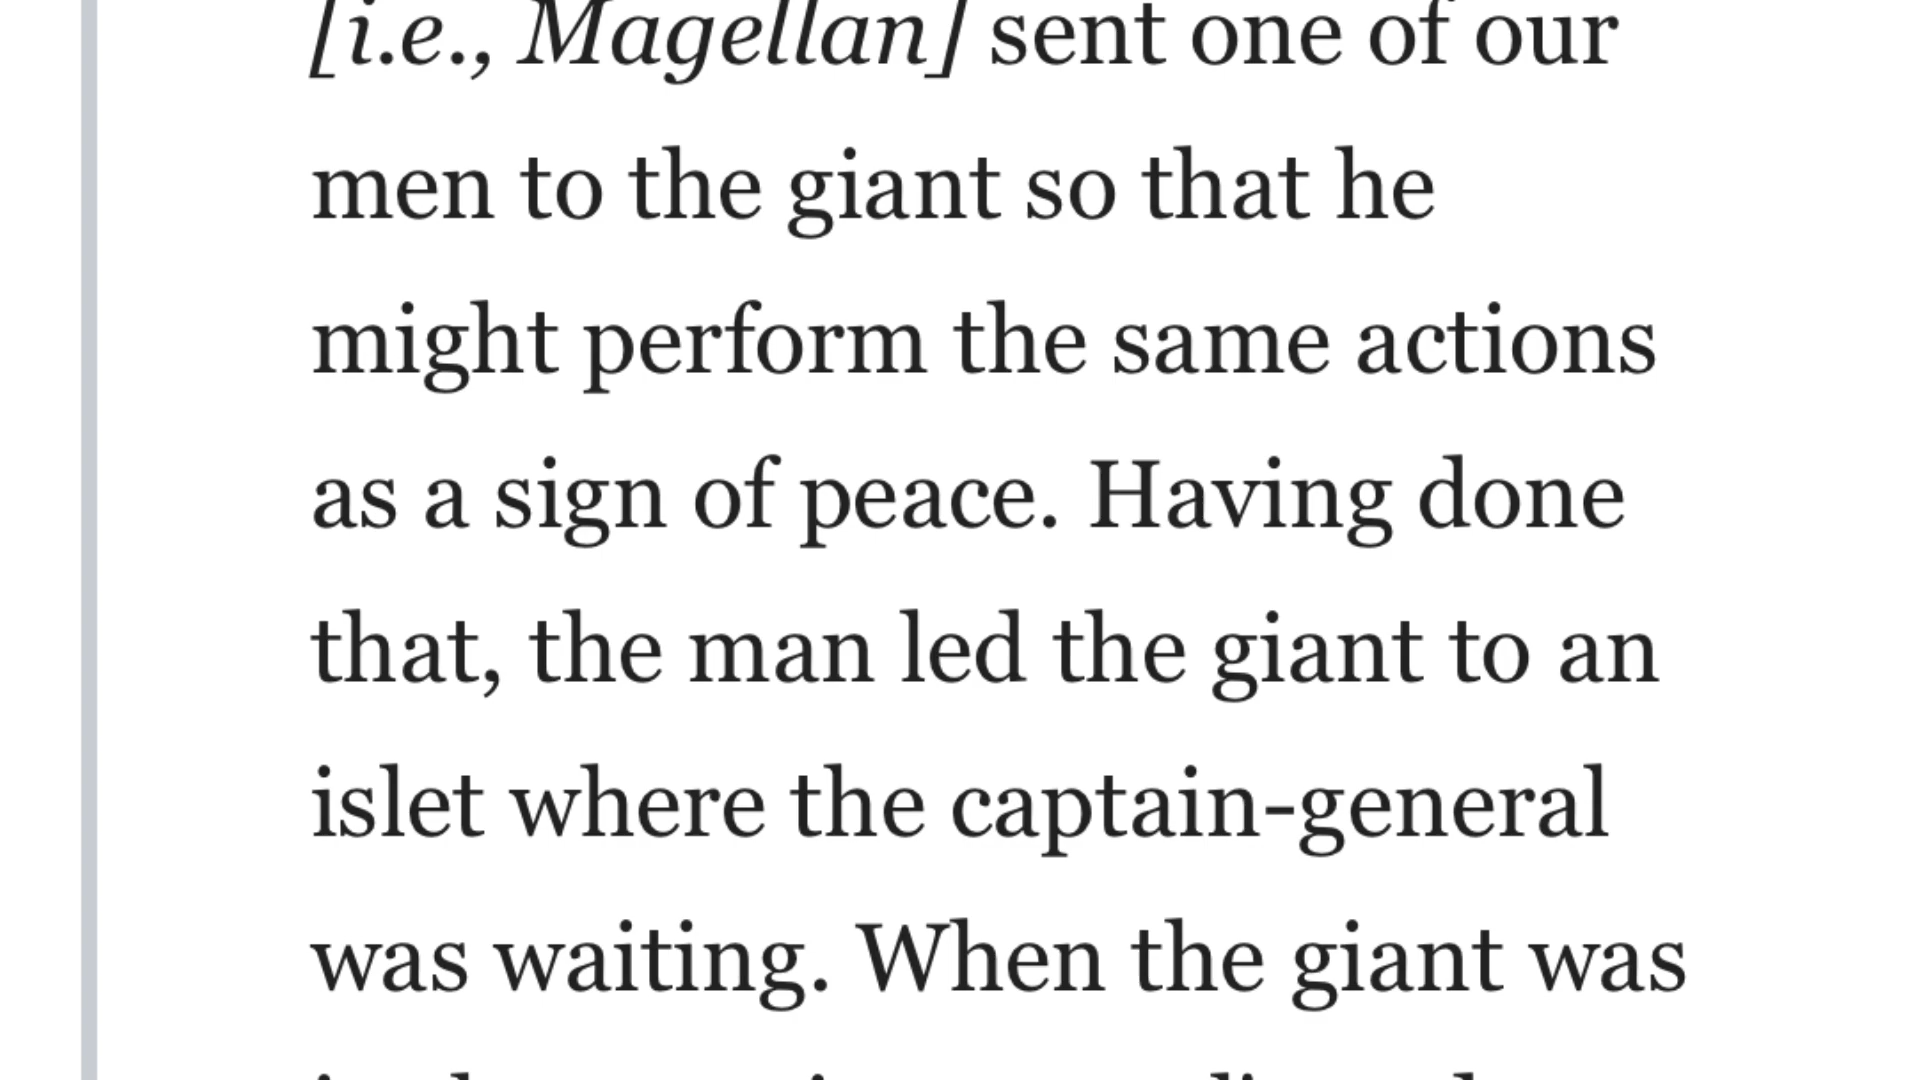 [i.e., Magellan] sent one of our
men to the giant so that he
might perform the same actions
as a sign of peace. Having done
that, the man led the giant to an
islet where the captain-general
was waiting. When the giant was